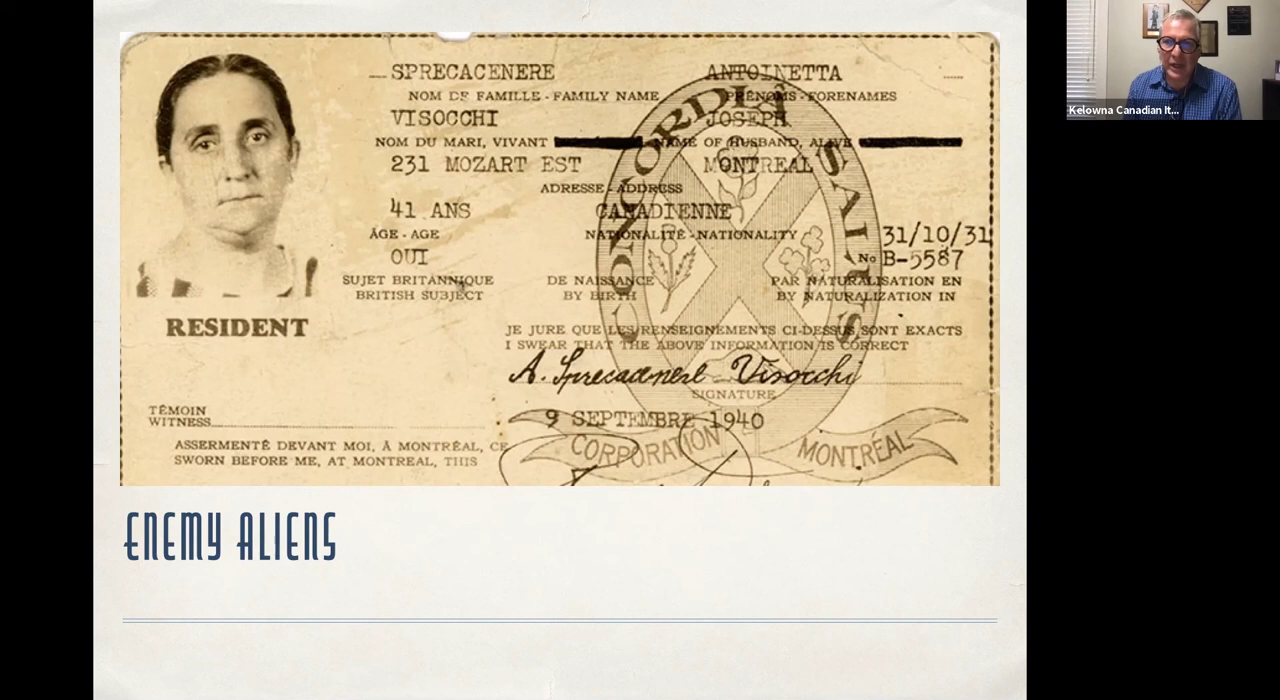 SPRECACENERE ANTOINETTA
NOM DE FAMILLE - FAMILY NAME PRÉNOMS - FORENAMES
VISOCCHI JOSEPH
NOM DU MARI, VIVANT NAME OF HUSBAND, ALIVE
231 MOZART EST MONTREAL
ADRESSE - ADDRESS
41 ANS CANADIENNE
ÂGE - AGE NATIONALITÉ - NATIONALITY 31/10/31
OUI No B-5587
SUJET BRITANNIQUE DE NAISSANCE PAR NATURALISATION EN
BRITISH SUBJECT BY BIRTH BY NATURALIZATION IN
RESIDENT
JE JURE QUE LES RENSEIGNEMENTS CI-DESSUS SONT EXACTS
I SWEAR THAT THE ABOVE INFORMATION IS CORRECT
A. Sprecacenere - Visocchi
SIGNATURE
TÉMOIN
WITNESS
9 SEPTEMBRE 1940
ASSERMENTÉ DEVANT MOI, À MONTRÉAL, CE
SWORN BEFORE ME, AT MONTREAL, THIS
CONCORDIA SALUS
CORPORATION MONTRÉAL
ENEMY ALIENS
Kelowna Canadian It...